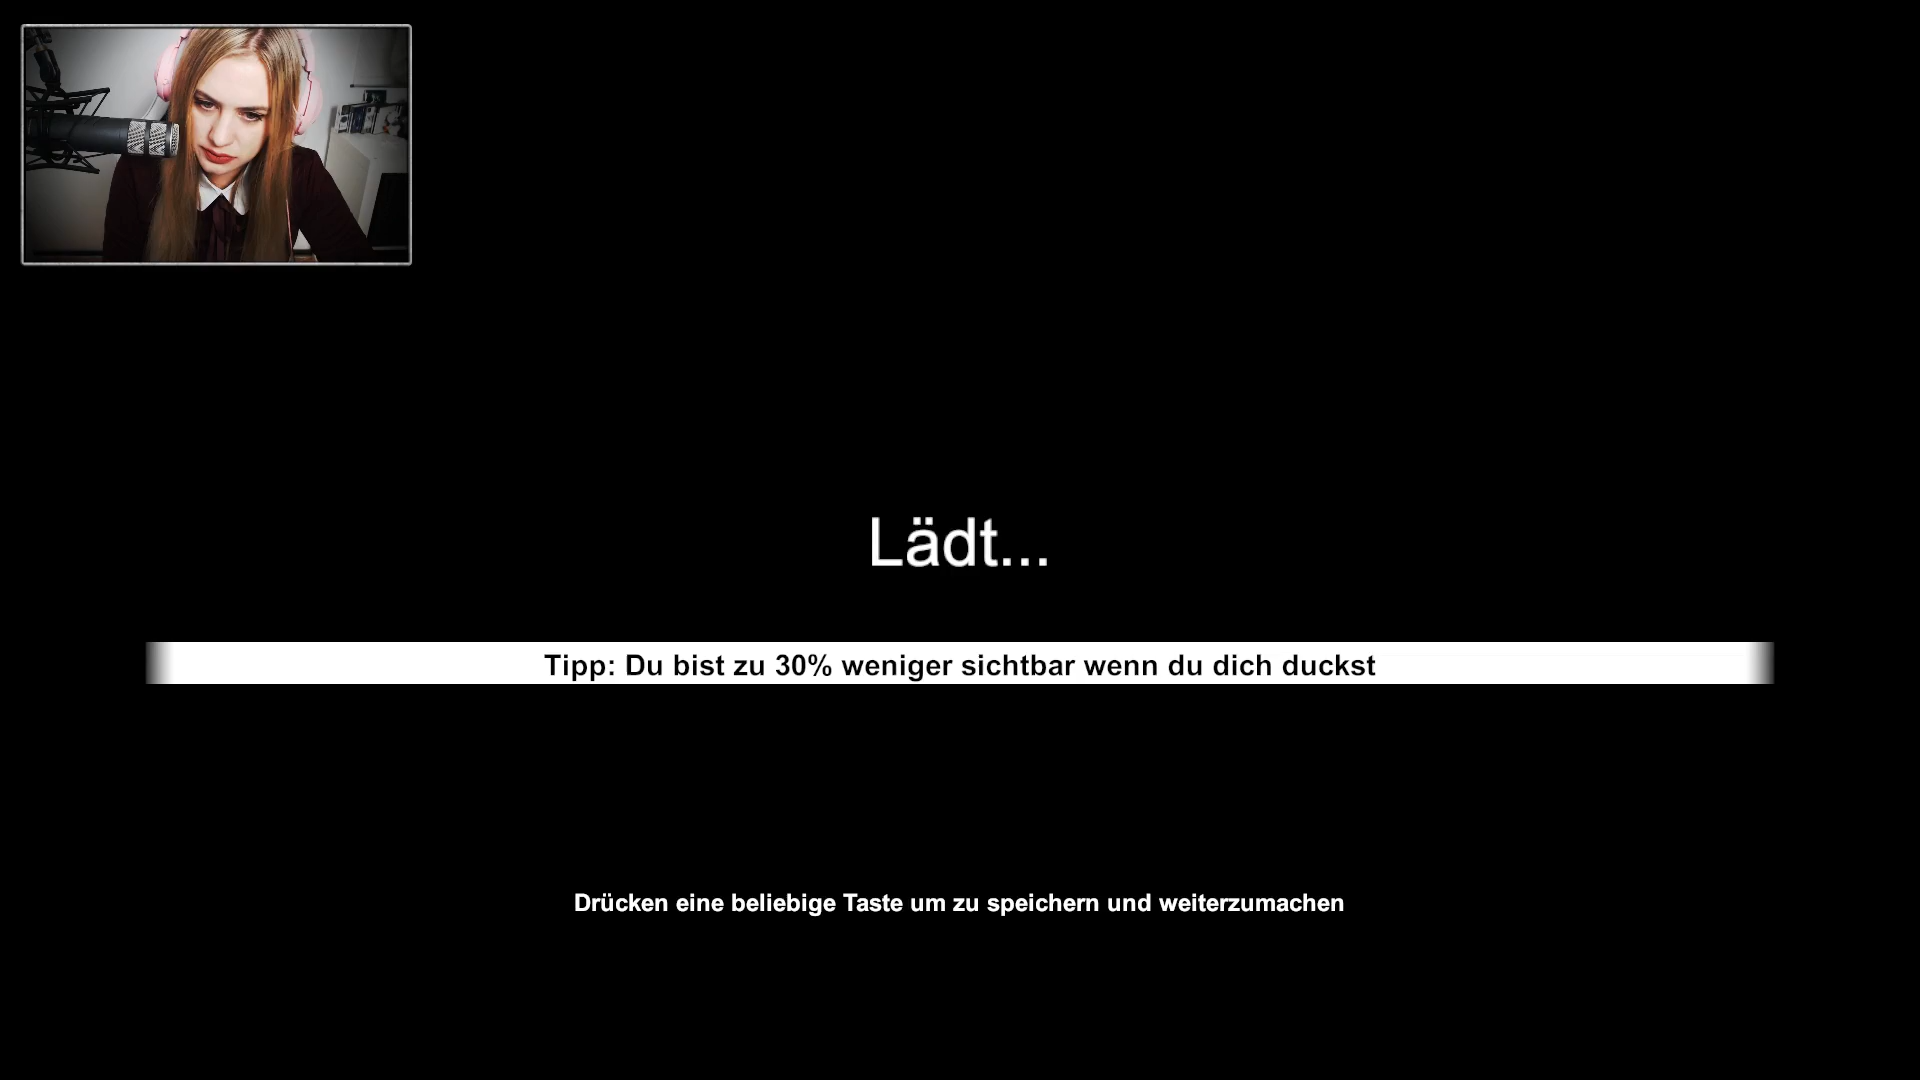 Lädt...
Tipp: Du bist zu 30% weniger sichtbar wenn du dich duckst
Drücken eine beliebige Taste um zu speichern und weiterzumachen